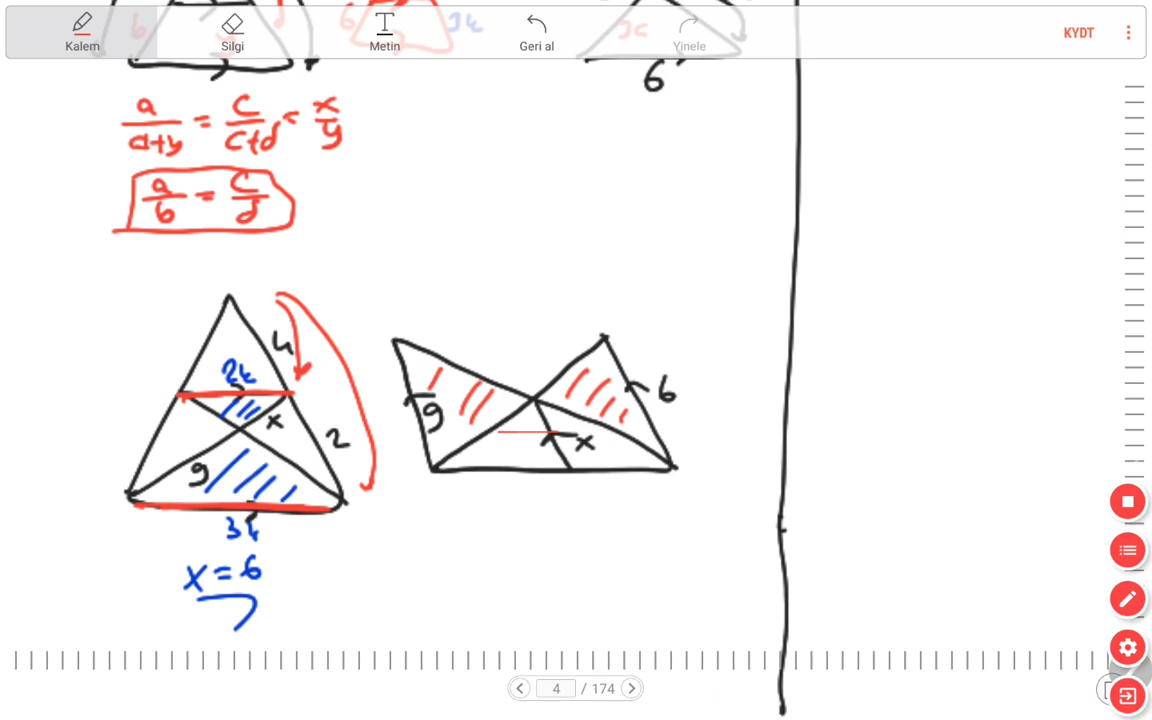 Kalem Silgi Metin Geri al Yinele KYDT
6
a/a+y = c/c+d = x/y
a/b = c/d
4
2k
x
2
9
3k
x = 6
9
6
x
4 / 174